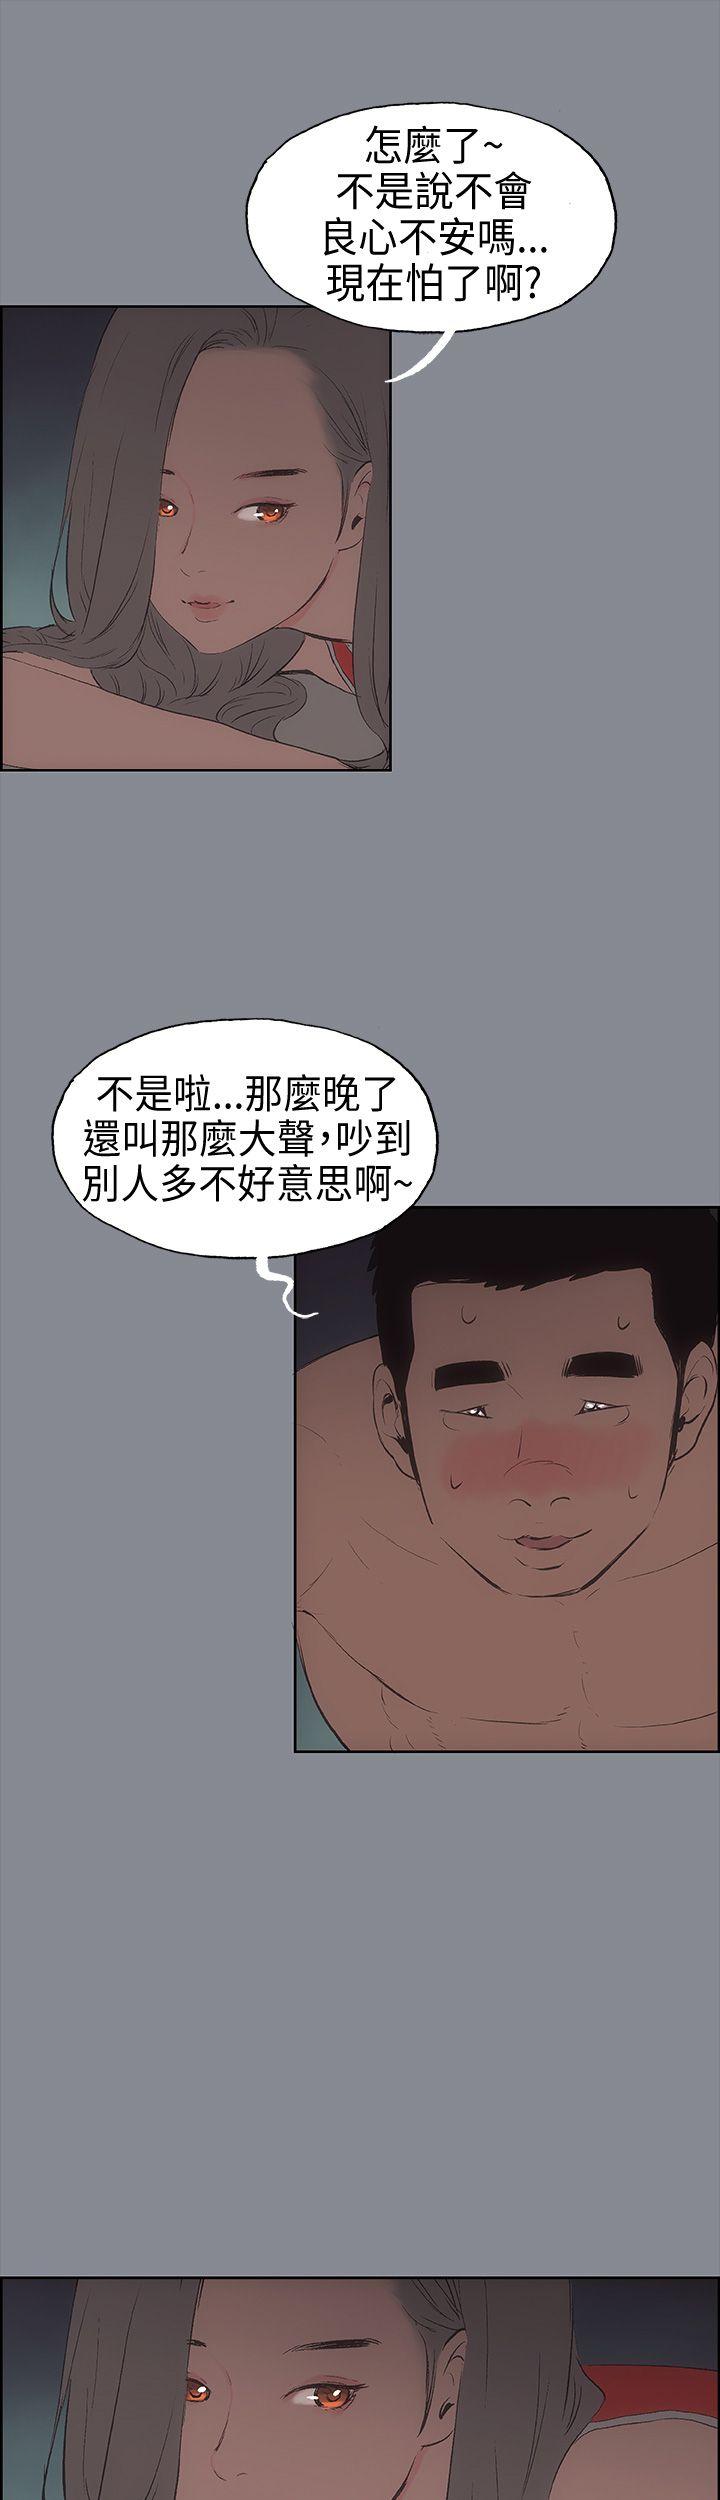 怎麼了~
不是說不會
良心不安嗎...
現在怕了啊?
不是啦...那麼晚了
還叫那麼大聲,吵到
別人多不好意思啊~